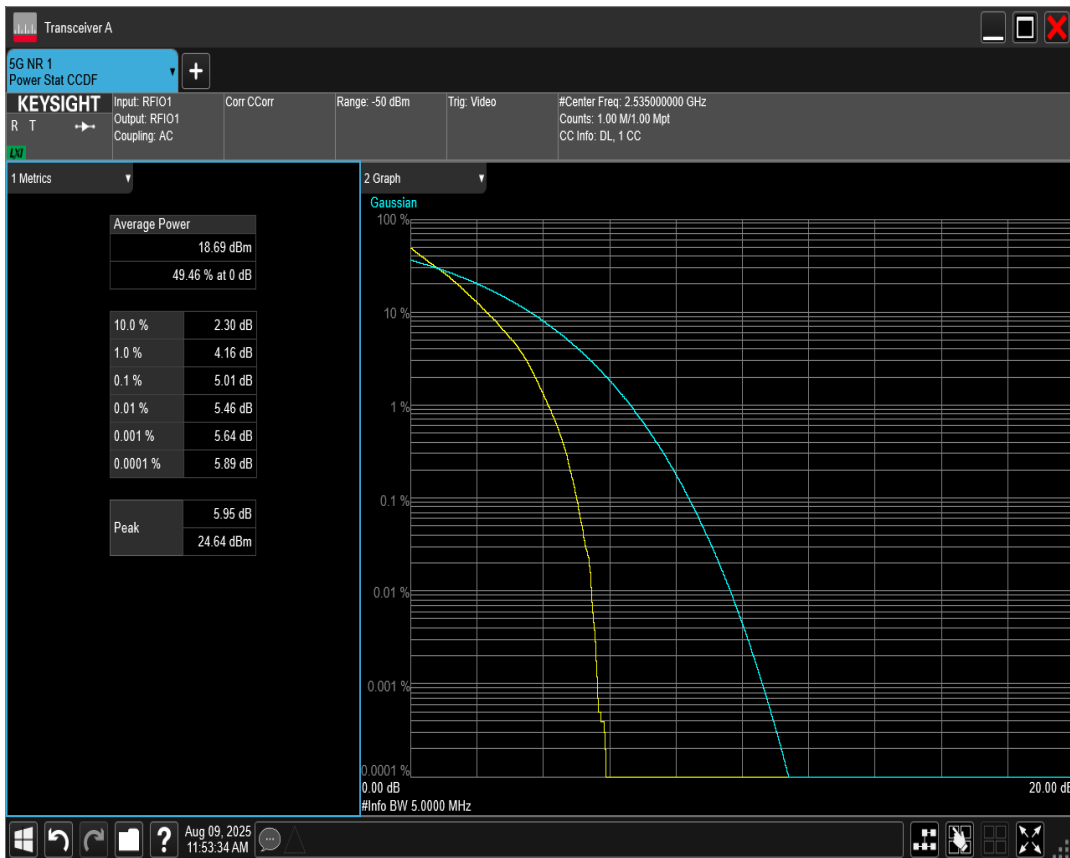 Transceiver A
5G NR 1
Power Stat CCDF
KEYSIGHT
R T
LXI
Input: RFIO1
Output: RFIO1
Coupling: AC
Corr CCorr
Range: -50 dBm
Trig: Video
#Center Freq: 2.535000000 GHz
Counts: 1.00 M/1.00 Mpt
CC Info: DL, 1 CC
1 Metrics
Average Power
18.69 dBm
49.46 % at 0 dB
10.0 % 2.30 dB
1.0 % 4.16 dB
0.1 % 5.01 dB
0.01 % 5.46 dB
0.001 % 5.64 dB
0.0001 % 5.89 dB
Peak
5.95 dB
24.64 dBm
2 Graph
Gaussian
100 %
10 %
1 %
0.1 %
0.01 %
0.001 %
0.0001 %
0.00 dB
20.00 dB
#Info BW 5.0000 MHz
?
Aug 09, 2025
11:53:34 AM